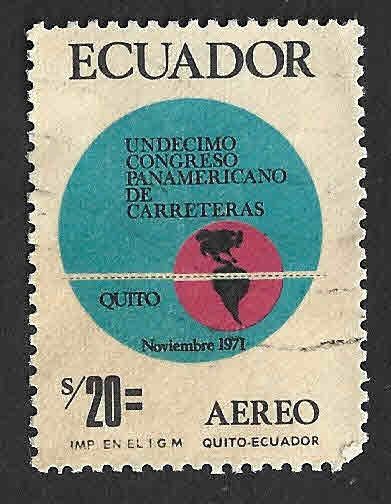 ECUADOR
UNDECIMO
CONGRESO
PANAMERICANO
DE
CARRETERAS
QUITO
Noviembre 1971
S/20= AEREO
IMP EN EL I G M QUITO-ECUADOR